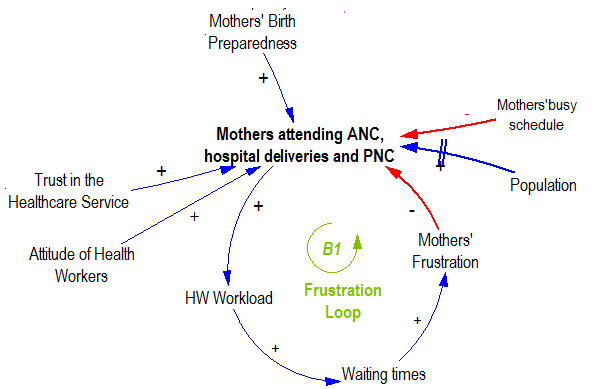 Mothers' Birth
Preparedness
+
Mothers'busy
schedule
-
Mothers attending ANC,
hospital deliveries and PNC
+
Population
+
Trust in the
Healthcare Service
+
Attitude of Health
Workers
+
-
Mothers'
Frustration
B1
Frustration
Loop
HW Workload
+
+
Waiting times